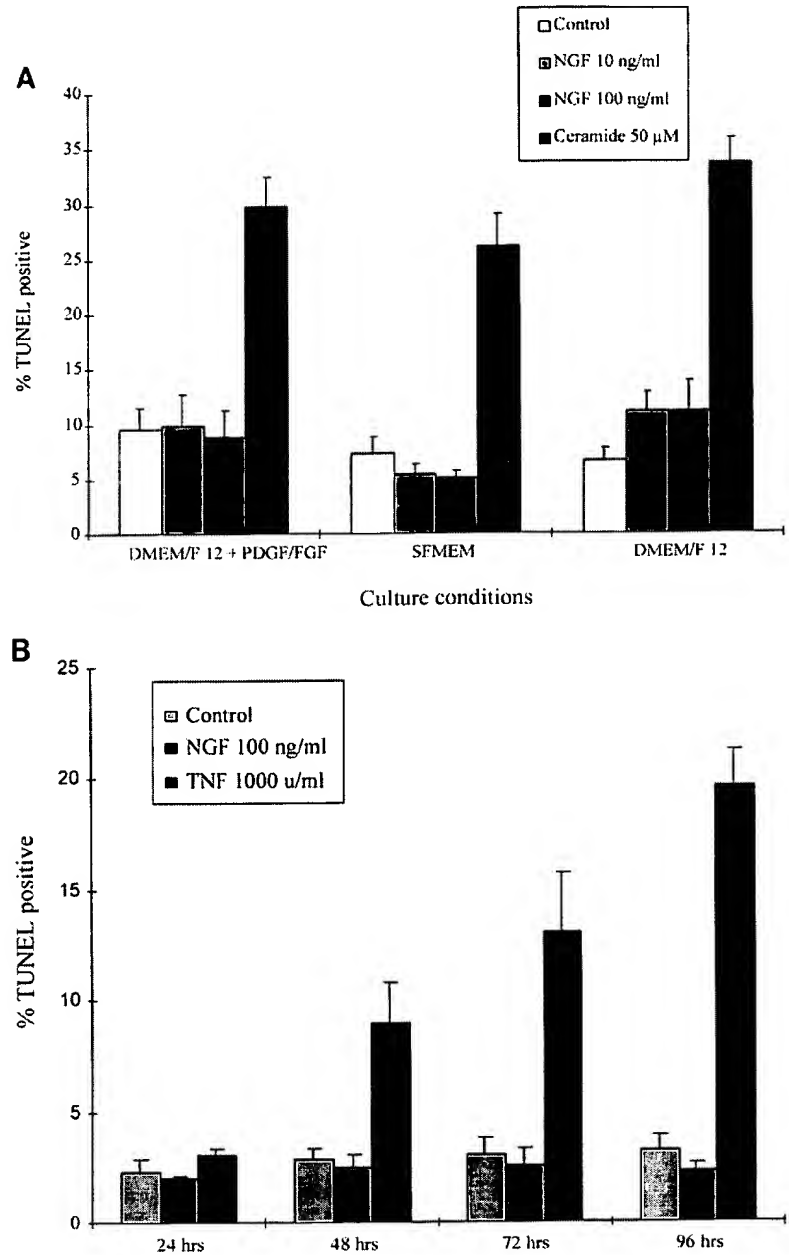 Control
NGF 10 ng/ml
NGF 100 ng/ml
Ceramide 50 µM
A
40
35
30
25
20
15
10
5
0
% TUNEL positive
DMEM/F 12 + PDGF/FGF
SFMEM
DMEM/F 12
Culture conditions
B
25
20
15
10
5
0
% TUNEL positive
Control
NGF 100 ng/ml
TNF 1000 u/ml
24 hrs
48 hrs
72 hrs
96 hrs